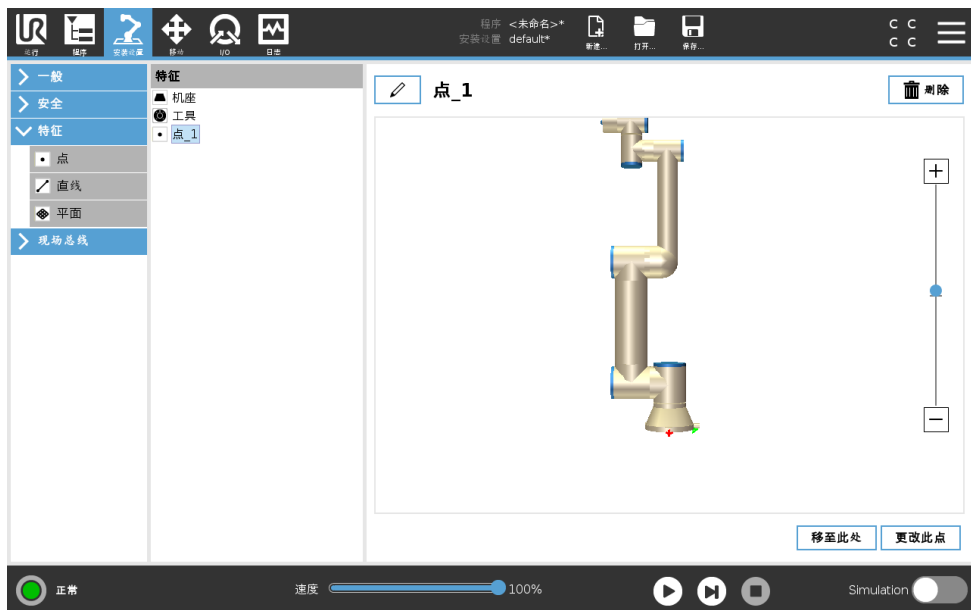 UR
运行
程序
安装设置
移动
I/O
日志
程序 <未命名>*
安装设置 default*
新建...
打开...
保存...
C C
C C
一般
安全
特征
点
直线
平面
现场总线
特征
机座
工具
点_1
点_1
删除
+
−
移至此处
更改此点
正常
速度
100%
Simulation